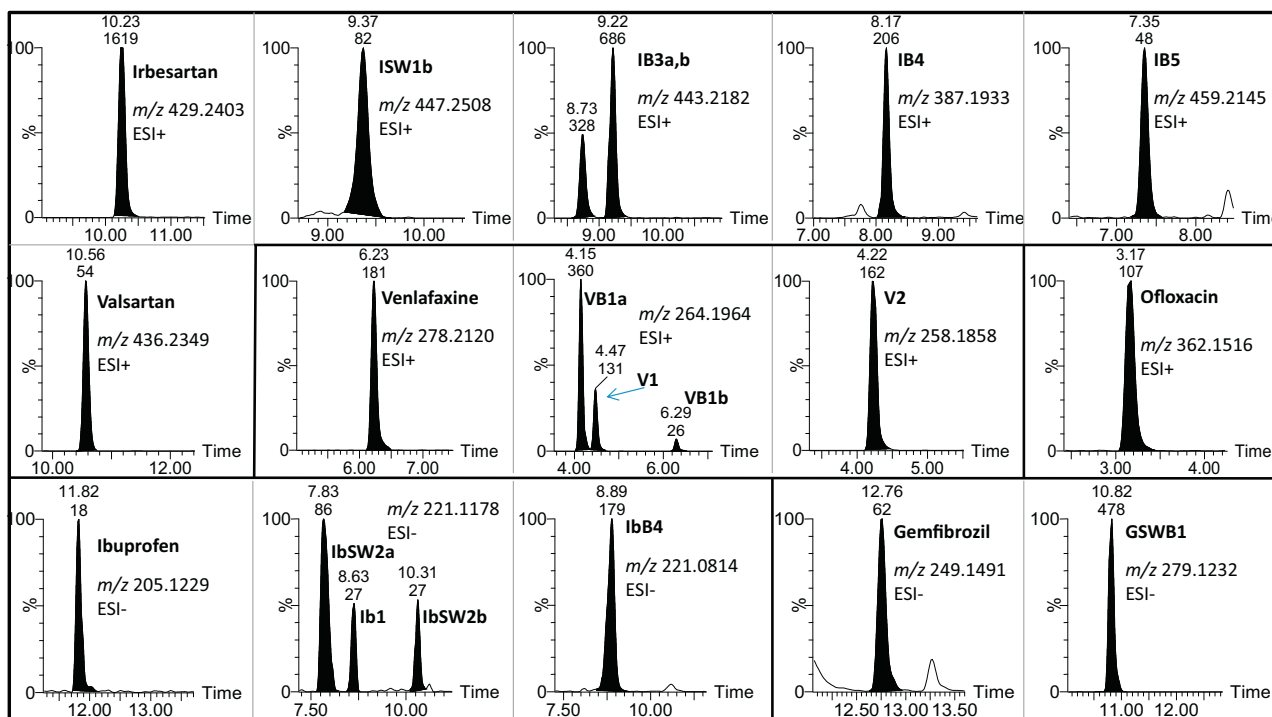 10.23
1619
100
Irbesartan
m/z 429.2403
ESI+
%
0
Time
10.00 11.00
9.37
82
100
ISW1b
m/z 447.2508
ESI+
%
0
Time
9.00 10.00
9.22
686
100
IB3a,b
m/z 443.2182
ESI+
8.73
328
%
0
Time
9.00 10.00
8.17
206
100
IB4
m/z 387.1933
ESI+
%
0
Time
7.00 8.00 9.00
7.35
48
100
IB5
m/z 459.2145
ESI+
%
0
Time
7.00 8.00
10.56
54
100
Valsartan
m/z 436.2349
ESI+
%
0
Time
10.00 12.00
6.23
181
100
Venlafaxine
m/z 278.2120
ESI+
%
0
Time
6.00 7.00
4.15
360
100
VB1a
m/z 264.1964
ESI+
4.47
131
V1
VB1b
6.29
26
%
0
Time
4.00 6.00
4.22
162
100
V2
m/z 258.1858
ESI+
%
0
Time
4.00 5.00
3.17
107
100
Ofloxacin
m/z 362.1516
ESI+
%
0
Time
3.00 4.00
11.82
18
100
Ibuprofen
m/z 205.1229
ESI-
%
0
Time
12.00 13.00
7.83
86
100
m/z 221.1178
ESI-
IbSW2a
8.63
27
10.31
27
Ib1
IbSW2b
%
0
Time
7.50 10.00
8.89
179
100
IbB4
m/z 221.0814
ESI-
%
0
Time
7.50 10.00
12.76
62
100
Gemfibrozil
m/z 249.1491
ESI-
%
0
Time
12.50 13.00 13.50
10.82
478
100
GSWB1
m/z 279.1232
ESI-
%
0
Time
11.00 12.00